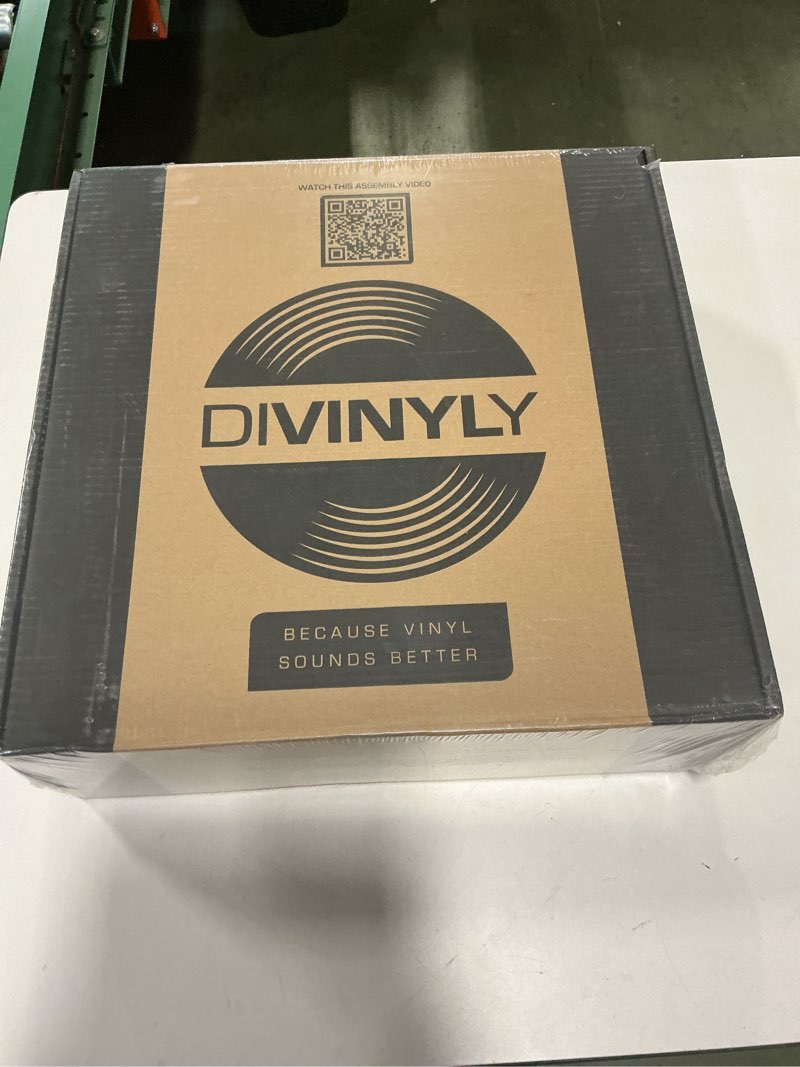 WATCH THIS ASSEMBLY VIDEO
DIVINYLY
BECAUSE VINYL
SOUNDS BETTER